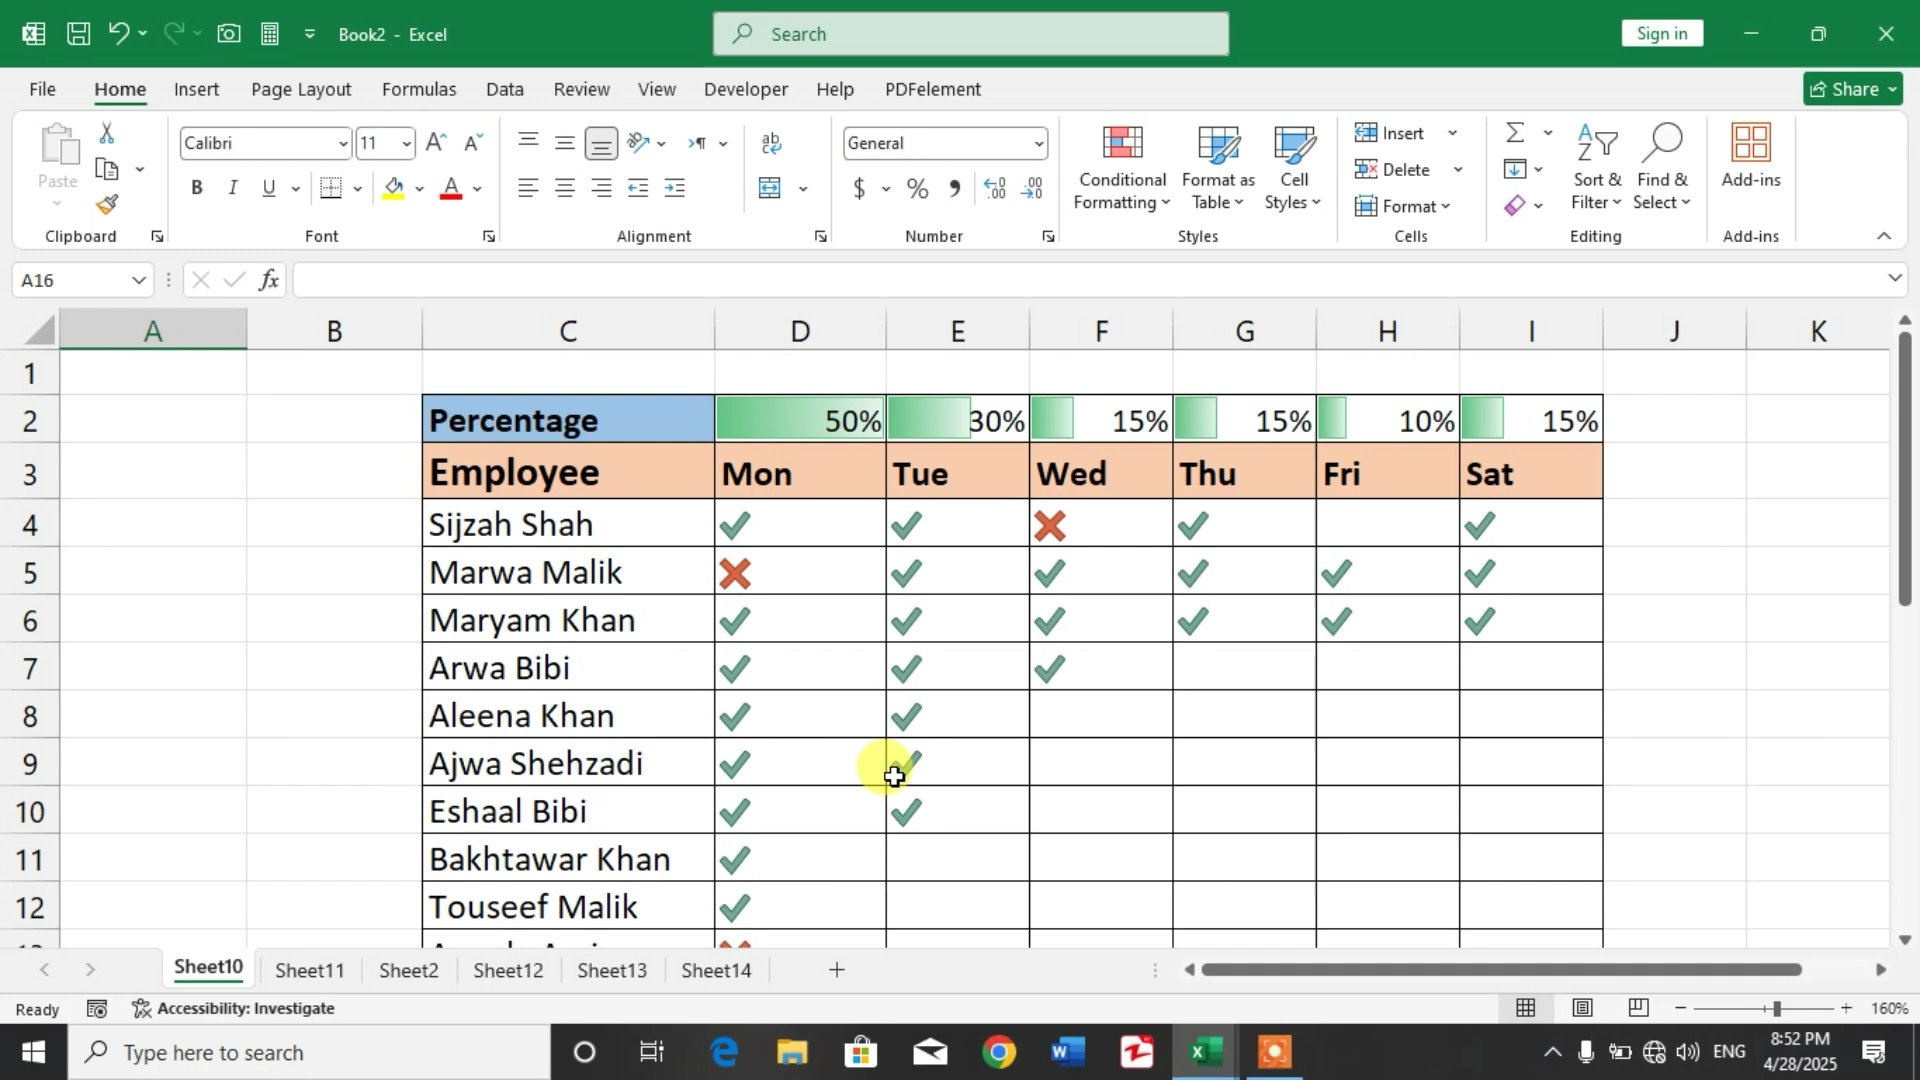 Book2 - Excel
Search
Sign in
File Home Insert Page Layout Formulas Data Review View Developer Help PDFelement
Share
Paste
Calibri 11
General
Conditional Formatting
Format as Table
Cell Styles
Insert
Delete
Format
Sort & Filter
Find & Select
Add-ins
Clipboard Font Alignment Number Styles Cells Editing Add-ins
A16 fx
A B C D E F G H I J K
1
2 Percentage 50% 30% 15% 15% 10% 15%
3 Employee Mon Tue Wed Thu Fri Sat
4 Sijzah Shah
5 Marwa Malik
6 Maryam Khan
7 Arwa Bibi
8 Aleena Khan
9 Ajwa Shehzadi
10 Eshaal Bibi
11 Bakhtawar Khan
12 Touseef Malik
Sheet10 Sheet11 Sheet2 Sheet12 Sheet13 Sheet14
Ready Accessibility: Investigate 160%
Type here to search
ENG
8:52 PM
4/28/2025